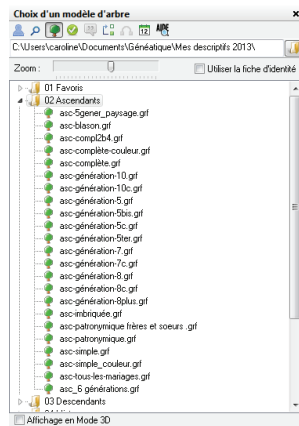 Choix d'un modèle d'arbre
12
AIDE
C:\Users\caroline\Documents\Généatique\Mes descriptifs 2013\
Zoom :
Utiliser la fiche d'identité
01 Favoris
02 Ascendants
asc-5gener_paysage.grf
asc-blason.grf
asc-compl2b4.grf
asc-complète-couleur.grf
asc-complète.grf
asc-génération-10.grf
asc-génération-10c.grf
asc-génération-5.grf
asc-génération-5bis.grf
asc-génération-5c.grf
asc-génération-5ter.grf
asc-génération-7.grf
asc-génération-7c.grf
asc-génération-8.grf
asc-génération-8c.grf
asc-génération-8plus.grf
asc-imbriquée.grf
asc-patronymique frères et soeurs .grf
asc-patronymique.grf
asc-simple.grf
asc-simple_couleur.grf
asc-tous-les-mariages.grf
asc_6 générations.grf
03 Descendants
Affichage en Mode 3D